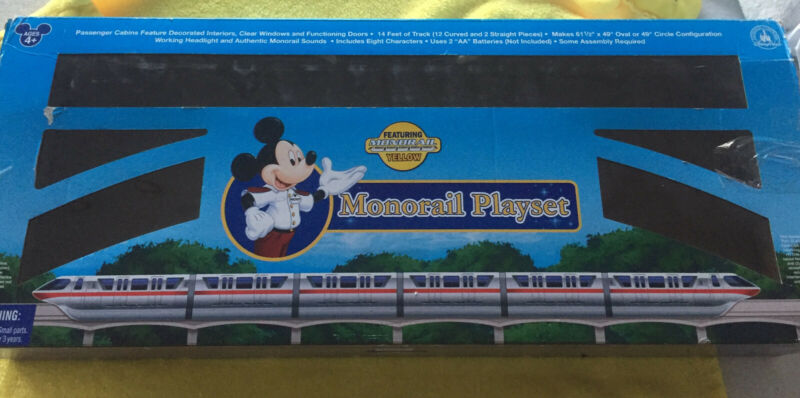 AGES
4+
Passenger Cabins Feature Decorated Interiors, Clear Windows and Functioning Doors • 14 Feet of Track (12 Curved and 2 Straight Pieces) • Makes 61½" x 49" Oval or 49" Circle Configuration
Working Headlight and Authentic Monorail Sounds • Includes Eight Characters • Uses 2 "AA" Batteries (Not Included) • Some Assembly Required
FEATURING
MONORAIL
YELLOW
Monorail Playset
NING:
Small parts.
3 years.